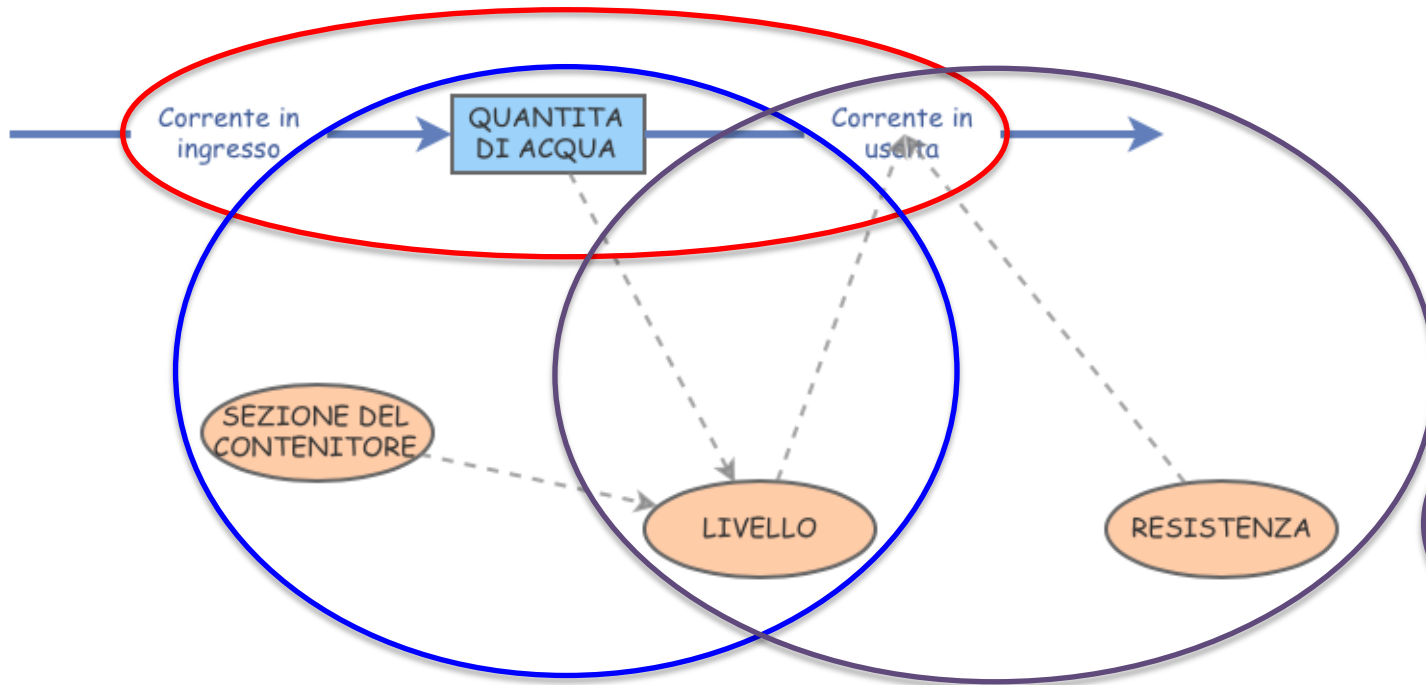 Corrente in
ingresso
QUANTITA
DI ACQUA
Corrente in
uscita
SEZIONE DEL
CONTENITORE
LIVELLO
RESISTENZA